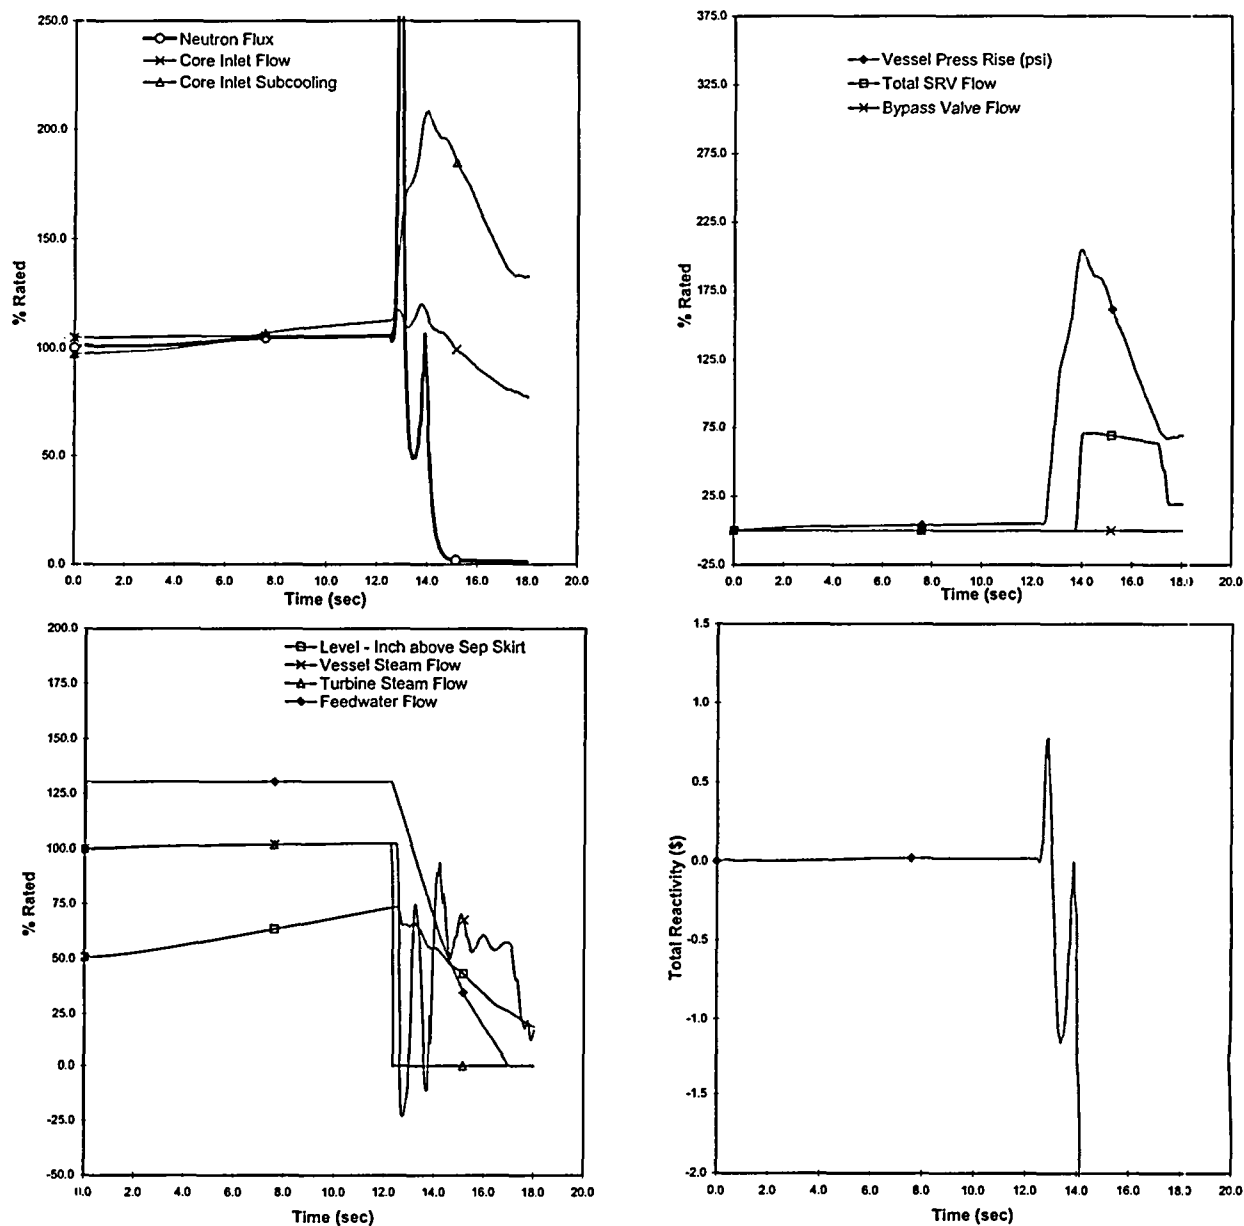 250.0
200.0
150.0
100.0
50.0
0.0
% Rated
Neutron Flux
Core Inlet Flow
Core Inlet Subcooling
0.0 2.0 4.0 6.0 8.0 10.0 12.0 14.0 16.0 18.0 20.0
Time (sec)
375.0
325.0
275.0
225.0
175.0
125.0
75.0
25.0
-25.0
% Rated
Vessel Press Rise (psi)
Total SRV Flow
Bypass Valve Flow
0.0 2.0 4.0 6.0 8.0 10.0 12.0 14.0 16.0 18.0 20.0
Time (sec)
200.0
175.0
150.0
125.0
100.0
75.0
50.0
25.0
0.0
-25.0
-50.0
% Rated
Level - Inch above Sep Skirt
Vessel Steam Flow
Turbine Steam Flow
Feedwater Flow
0.0 2.0 4.0 6.0 8.0 10.0 12.0 14.0 16.0 18.0 20.0
Time (sec)
1.5
1.0
0.5
0.0
-0.5
-1.0
-1.5
-2.0
Total Reactivity ($)
0.0 2.0 4.0 6.0 8.0 10.0 12.0 14.0 16.0 18.0 20.0
Time (sec)